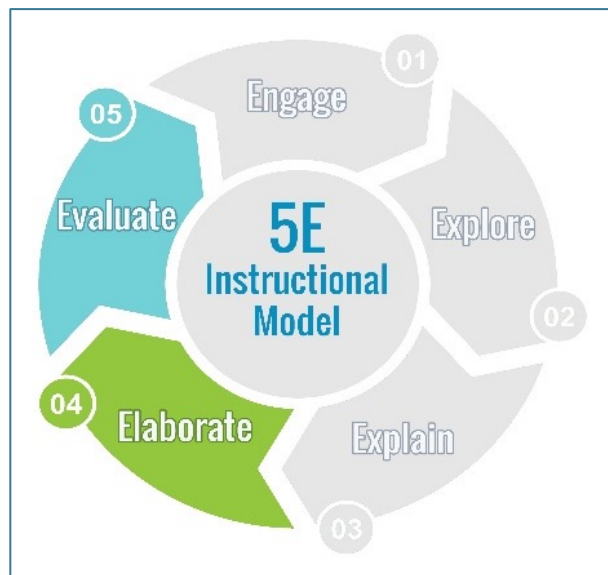 5E
Instructional
Model
01
Engage
02
Explore
03
Explain
04
Elaborate
05
Evaluate